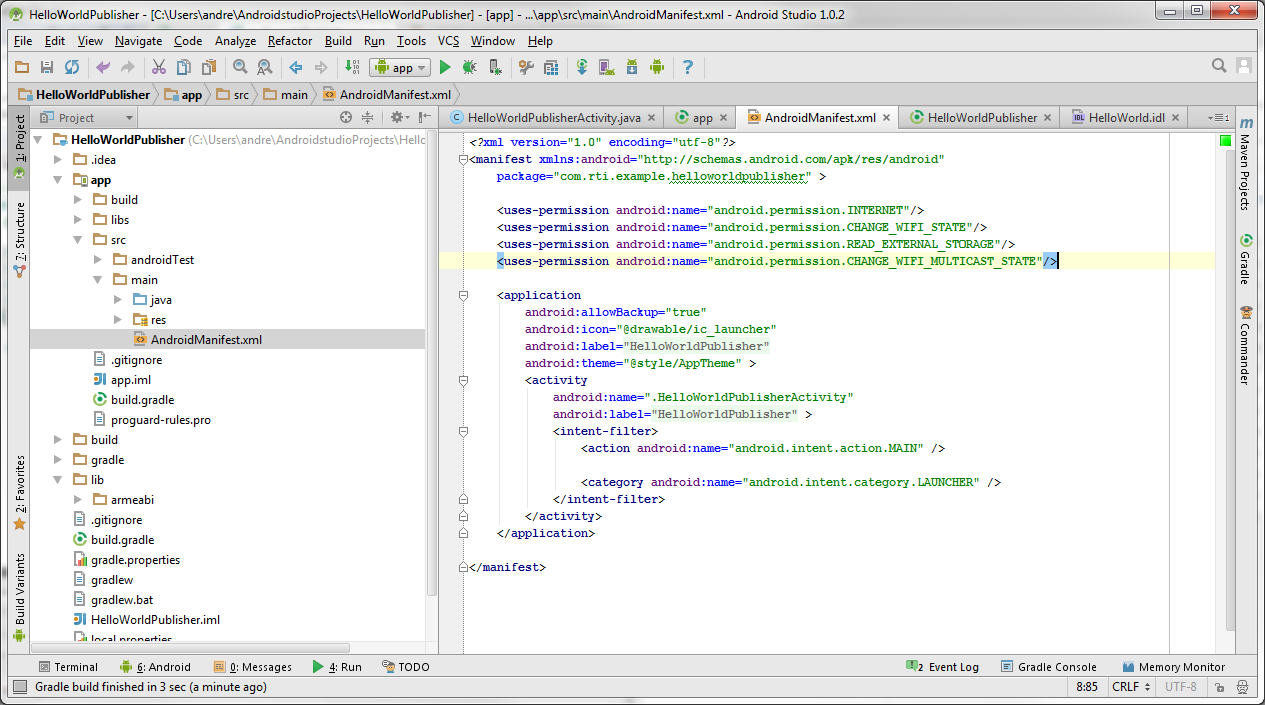 HelloWorldPublisher - [C:\Users\andre\AndroidstudioProjects\HelloWorldPublisher] - [app] - ...\app\src\main\AndroidManifest.xml - Android Studio 1.0.2
File Edit View Navigate Code Analyze Refactor Build Run Tools VCS Window Help
app
HelloWorldPublisher app src main AndroidManifest.xml
1: Project
7: Structure
2: Favorites
Build Variants
Project
HelloWorldPublisher (C:\Users\andre\AndroidstudioProjects\Hello
.idea
app
build
libs
src
androidTest
main
java
res
AndroidManifest.xml
.gitignore
app.iml
build.gradle
proguard-rules.pro
build
gradle
lib
armeabi
.gitignore
build.gradle
gradle.properties
gradlew
gradlew.bat
HelloWorldPublisher.iml
local.properties
HelloWorldPublisherActivity.java app AndroidManifest.xml HelloWorldPublisher HelloWorld.idl
<?xml version="1.0" encoding="utf-8"?>
<manifest xmlns:android="http://schemas.android.com/apk/res/android"
package="com.rti.example.helloworldpublisher" >
<uses-permission android:name="android.permission.INTERNET"/>
<uses-permission android:name="android.permission.CHANGE_WIFI_STATE"/>
<uses-permission android:name="android.permission.READ_EXTERNAL_STORAGE"/>
<uses-permission android:name="android.permission.CHANGE_WIFI_MULTICAST_STATE"/>
<application
android:allowBackup="true"
android:icon="@drawable/ic_launcher"
android:label="HelloWorldPublisher"
android:theme="@style/AppTheme" >
<activity
android:name=".HelloWorldPublisherActivity"
android:label="HelloWorldPublisher" >
<intent-filter>
<action android:name="android.intent.action.MAIN" />
<category android:name="android.intent.category.LAUNCHER" />
</intent-filter>
</activity>
</application>
</manifest>
Maven Projects
Gradle
Commander
Terminal 6: Android 0: Messages 4: Run TODO 2 Event Log Gradle Console Memory Monitor
Gradle build finished in 3 sec (a minute ago) 8:85 CRLF UTF-8